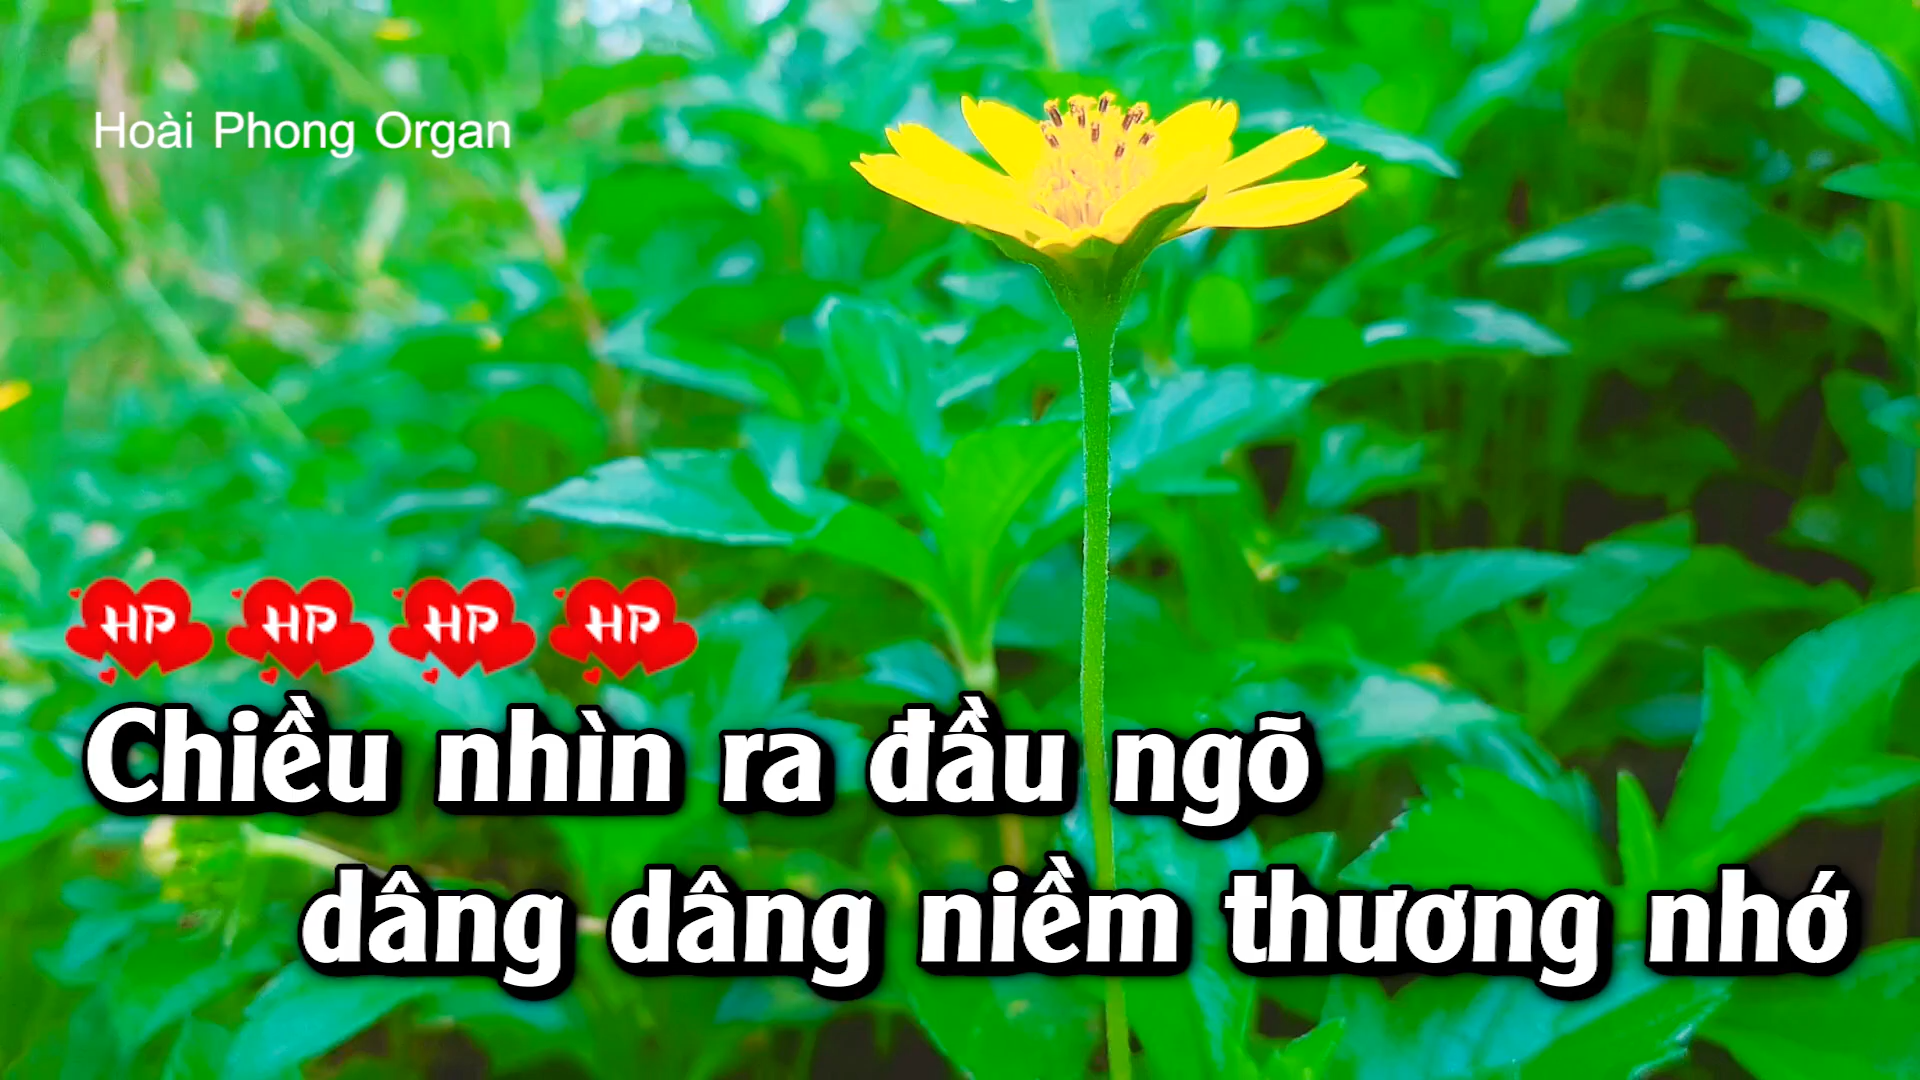 Hoài Phong Organ
HP HP HP HP
Chiều nhìn ra đầu ngõ
dâng dâng niềm thương nhớ